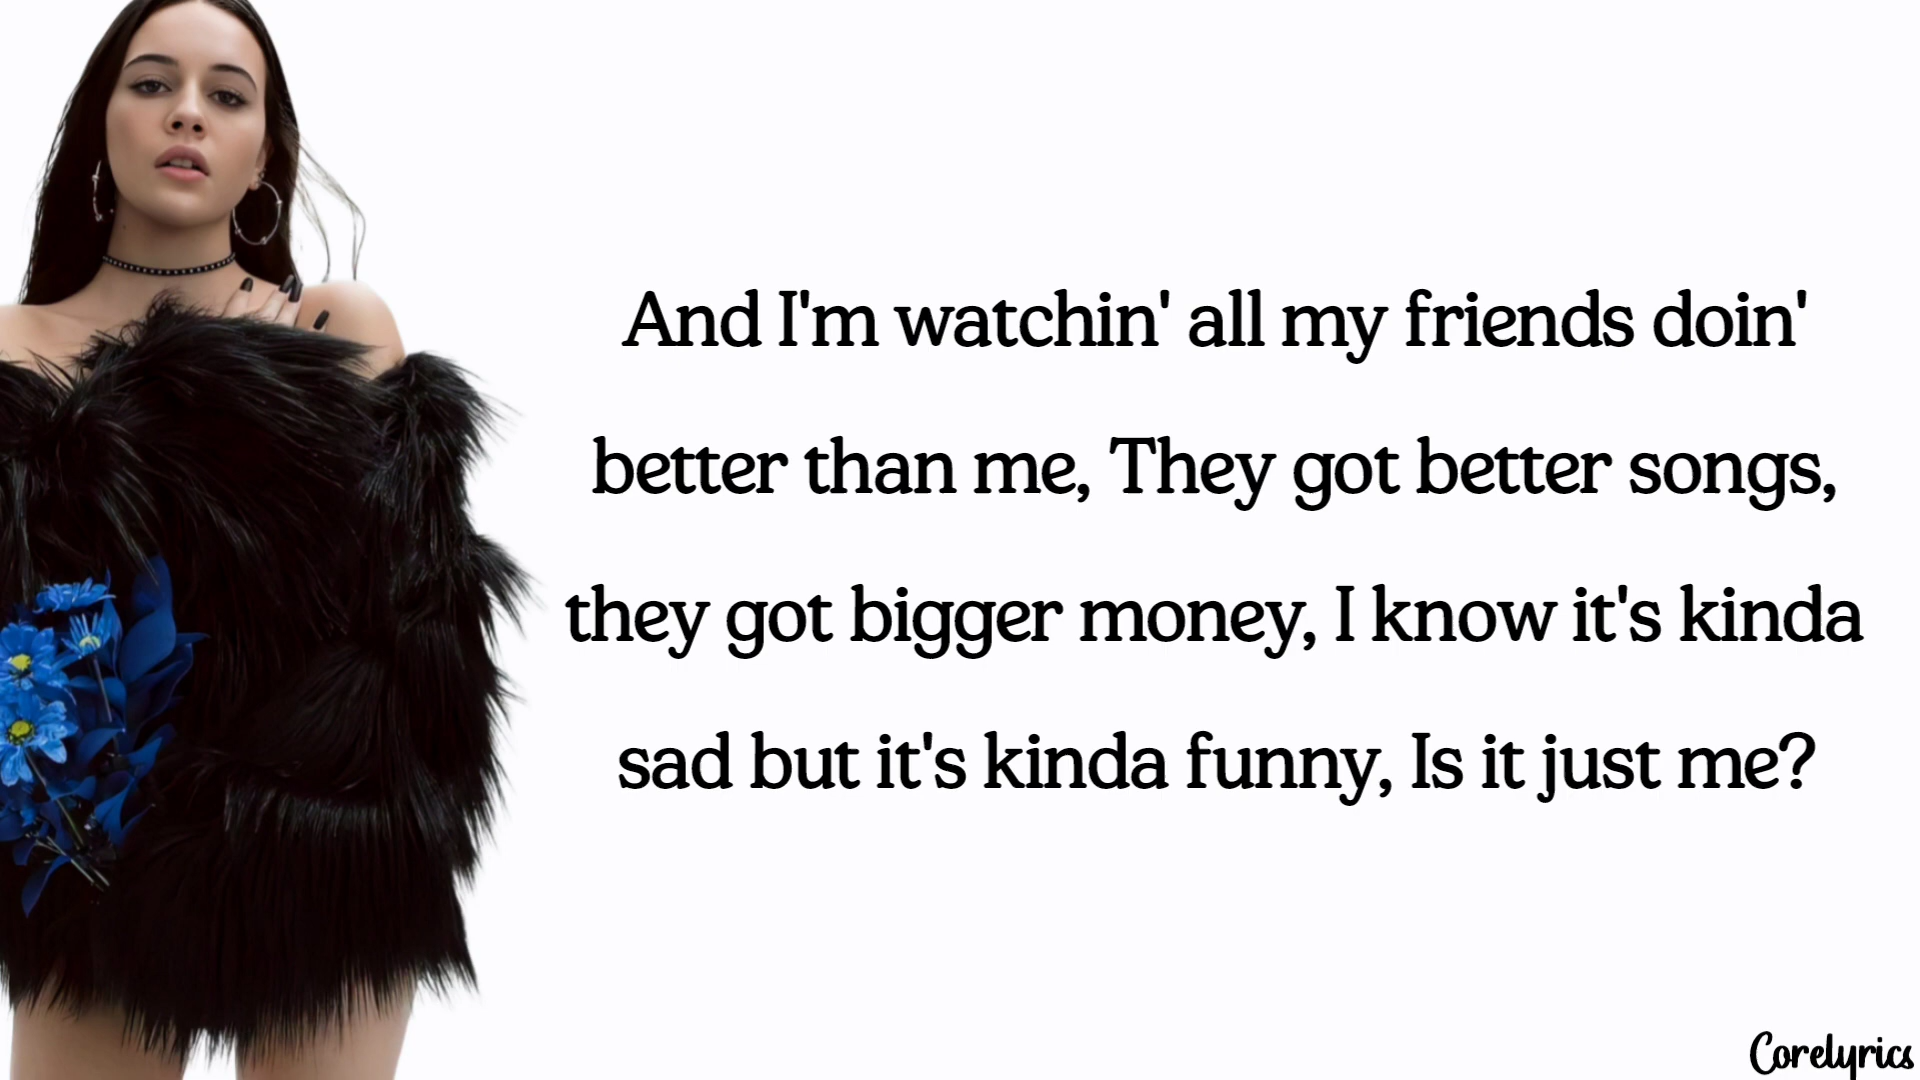 And I'm watchin' all my friends doin'
better than me, They got better songs,
they got bigger money, I know it's kinda
sad but it's kinda funny, Is it just me?
Corelyrics